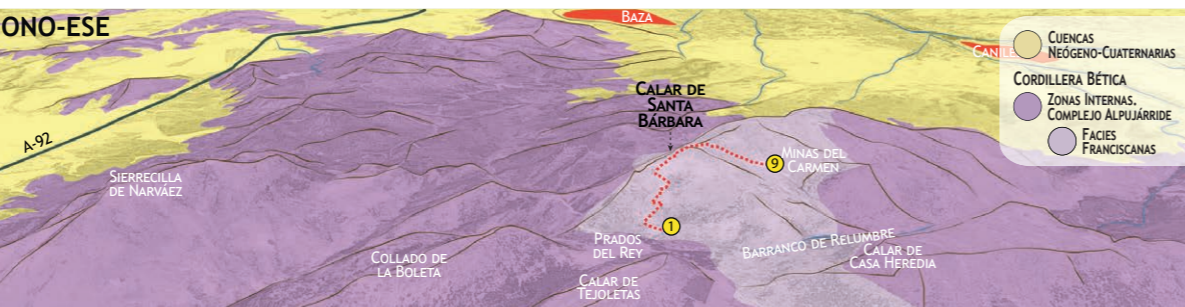 ONO-ESE
BAZA
CANILE
CUENCAS
NEÓGENO-CUATERNARIAS
CORDILLERA BÉTICA
ZONAS INTERNAS.
COMPLEJO ALPUJÁRRIDE
FACIES
FRANCISCANAS
CALAR DE
SANTA
BÁRBARA
A-92
MINAS DEL
CARMEN
9
SIERRECILLA
DE NARVÁEZ
1
PRADOS
DEL REY
BARRANCO DE RELUMBRE
COLLADO DE
LA BOLETA
CALAR DE
CASA HEREDIA
CALAR DE
TEJOLETAS